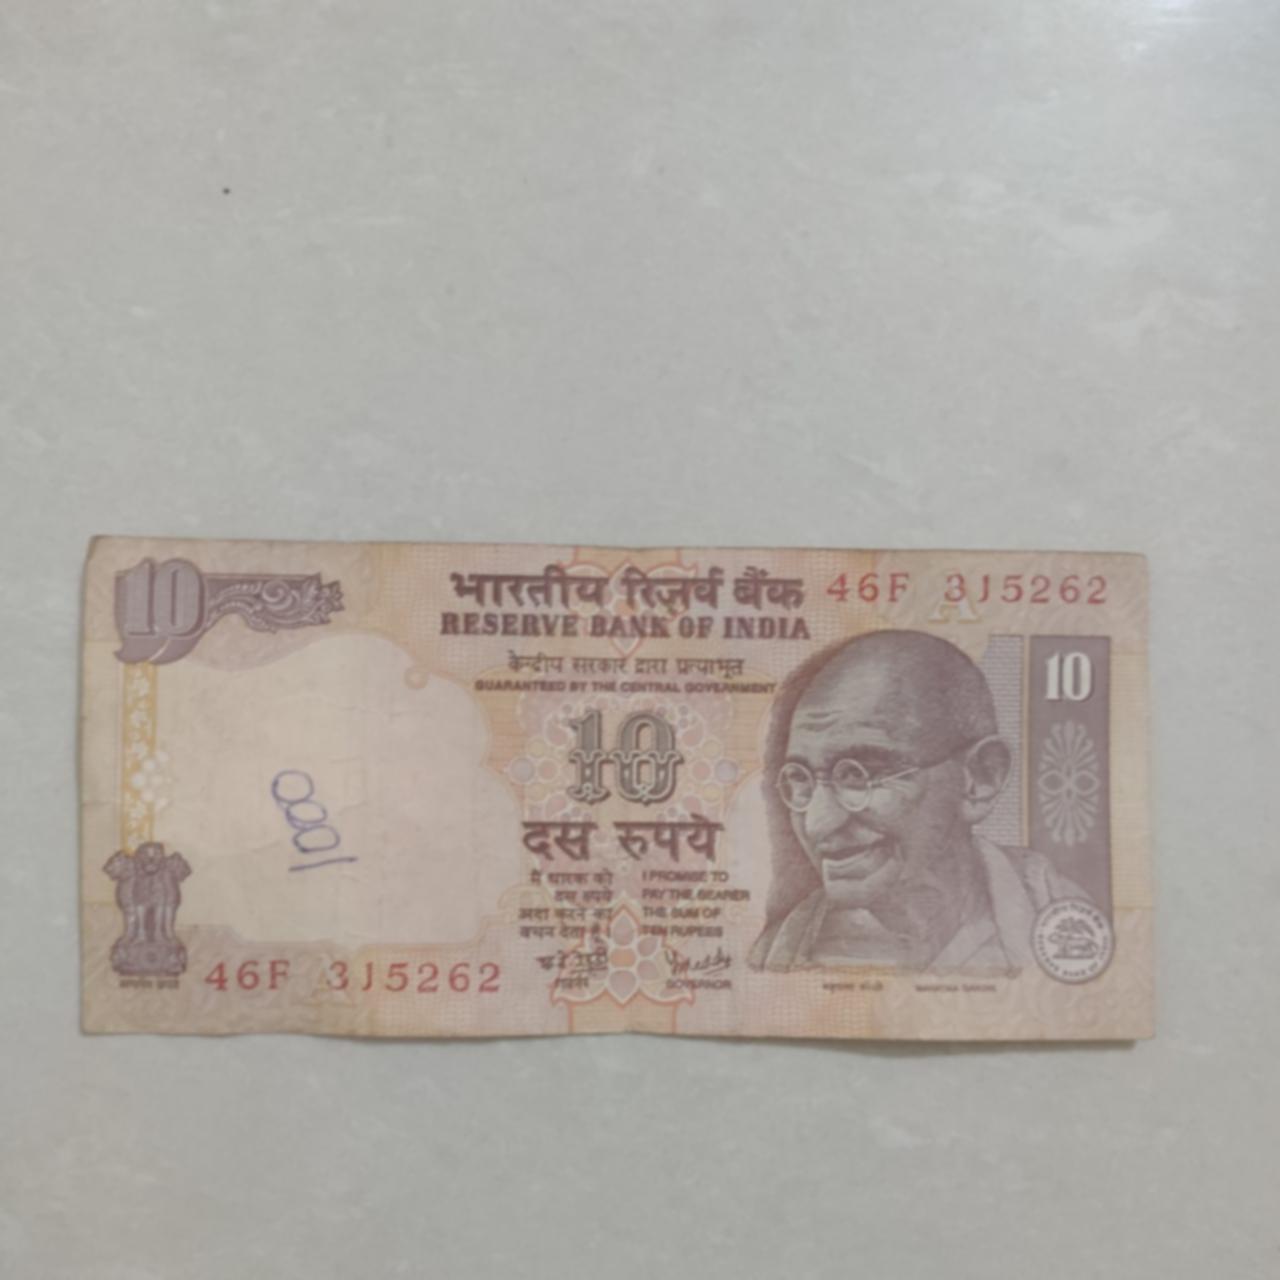 10
भारतीय रिज़र्व बैंक
46F 3J5262
RESERVE BANK OF INDIA
केन्द्रीय सरकार द्वारा प्रत्याभूत
GUARANTEED BY THE CENTRAL GOVERNMENT
A
10
10
दस रुपये
1000
मैं धारक को
दस रुपये
अदा करने का
वचन देता हूँ।
I PROMISE TO
PAY THE BEARER
THE SUM OF
TEN RUPEES
गवर्नर
GOVERNOR
सत्यमेव जयते
46F 3J5262
महात्मा गांधी
MAHATMA GANDHI